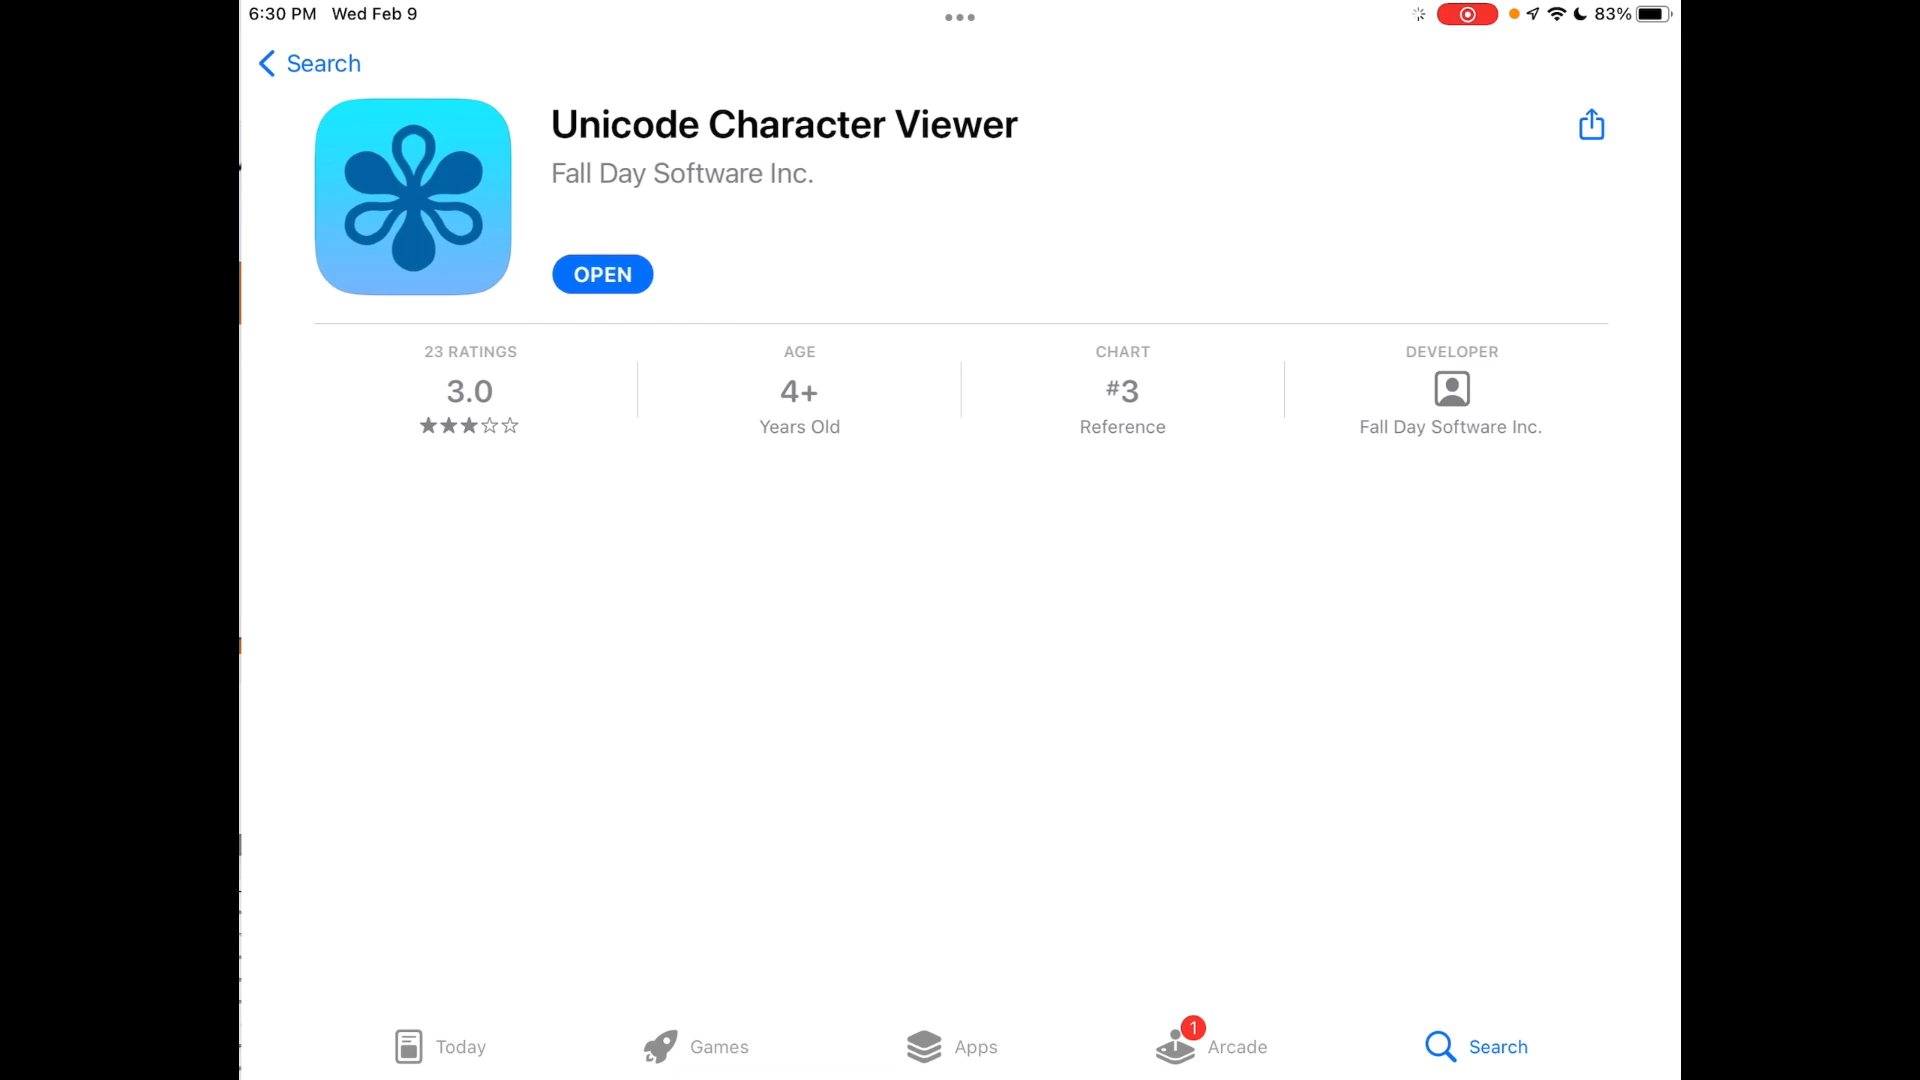 6:30 PM Wed Feb 9
83%
Search
Unicode Character Viewer
Fall Day Software Inc.
OPEN
23 RATINGS
3.0
AGE
4+
Years Old
CHART
#3
Reference
DEVELOPER
Fall Day Software Inc.
Today
Games
Apps
1
Arcade
Search